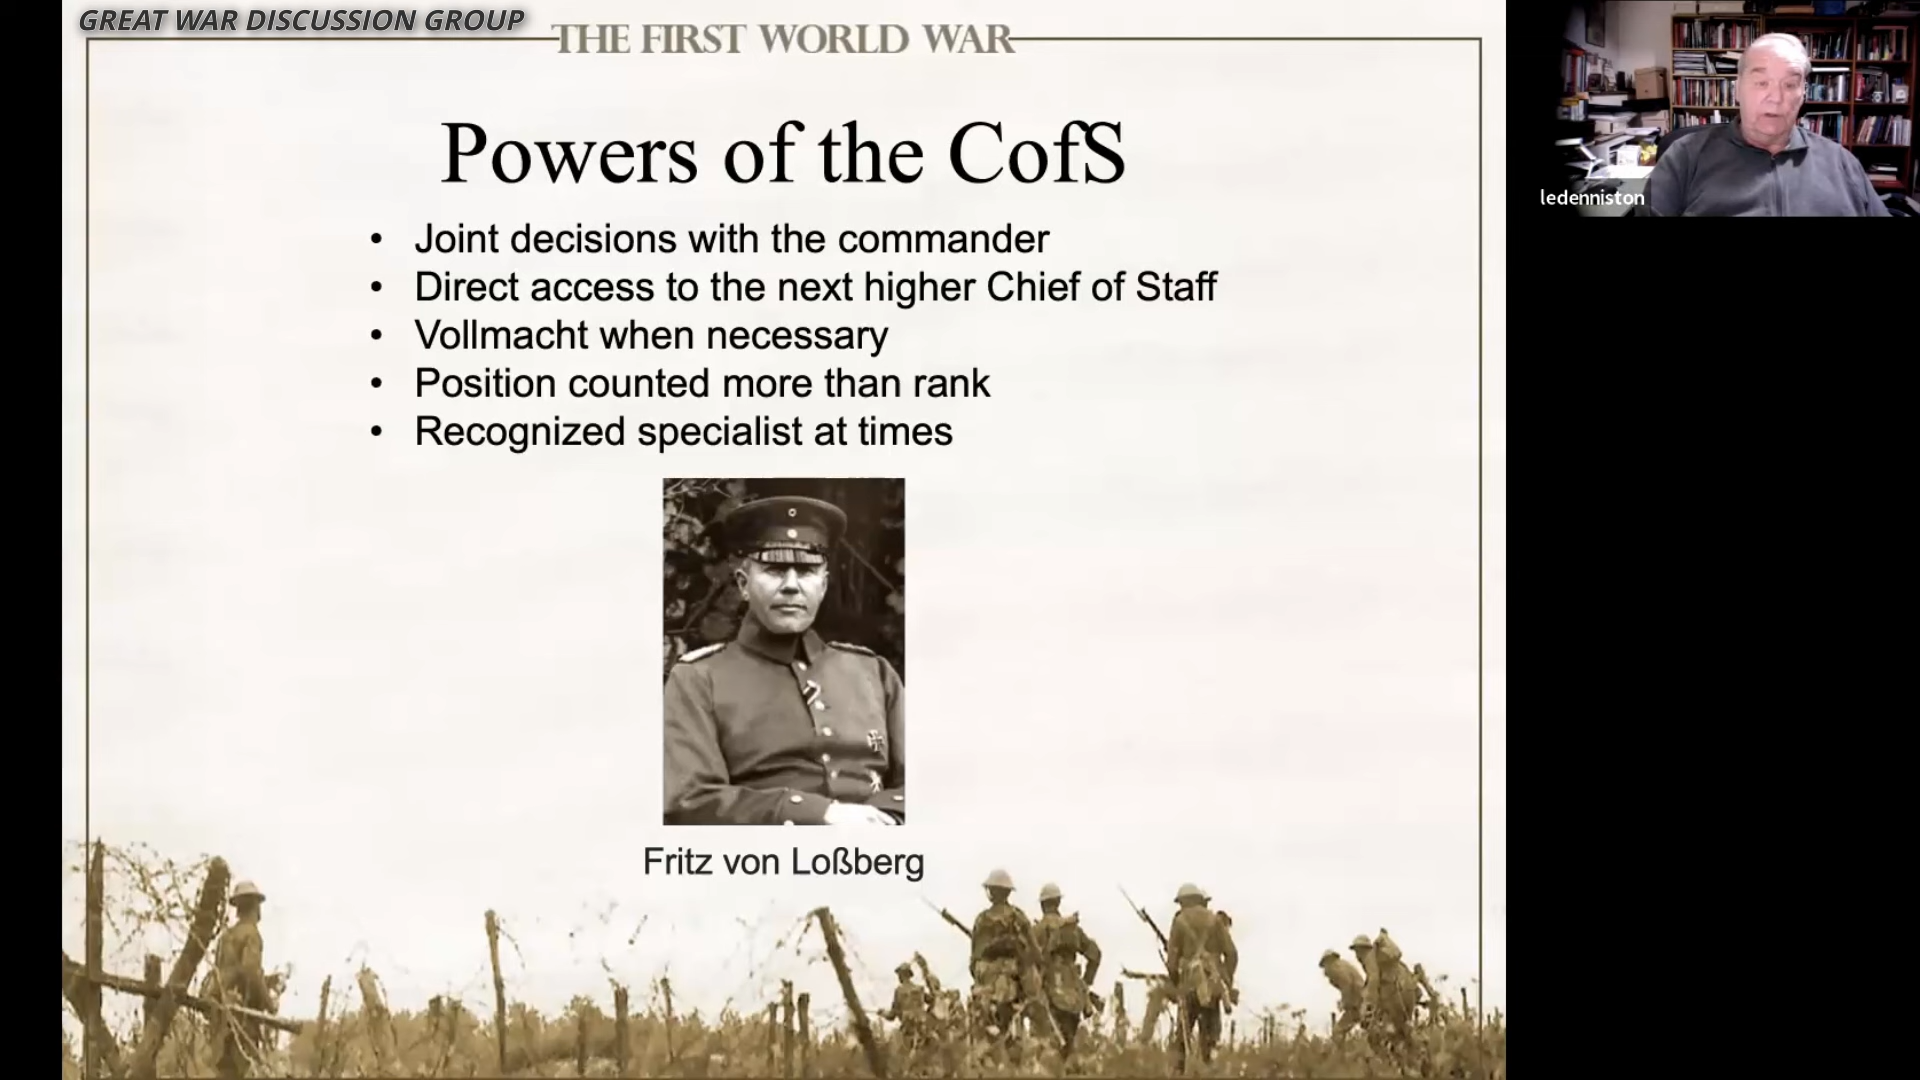 GREAT WAR DISCUSSION GROUP
THE FIRST WORLD WAR
Powers of the CofS
• Joint decisions with the commander
• Direct access to the next higher Chief of Staff
• Vollmacht when necessary
• Position counted more than rank
• Recognized specialist at times
Fritz von Loßberg
ledenniston